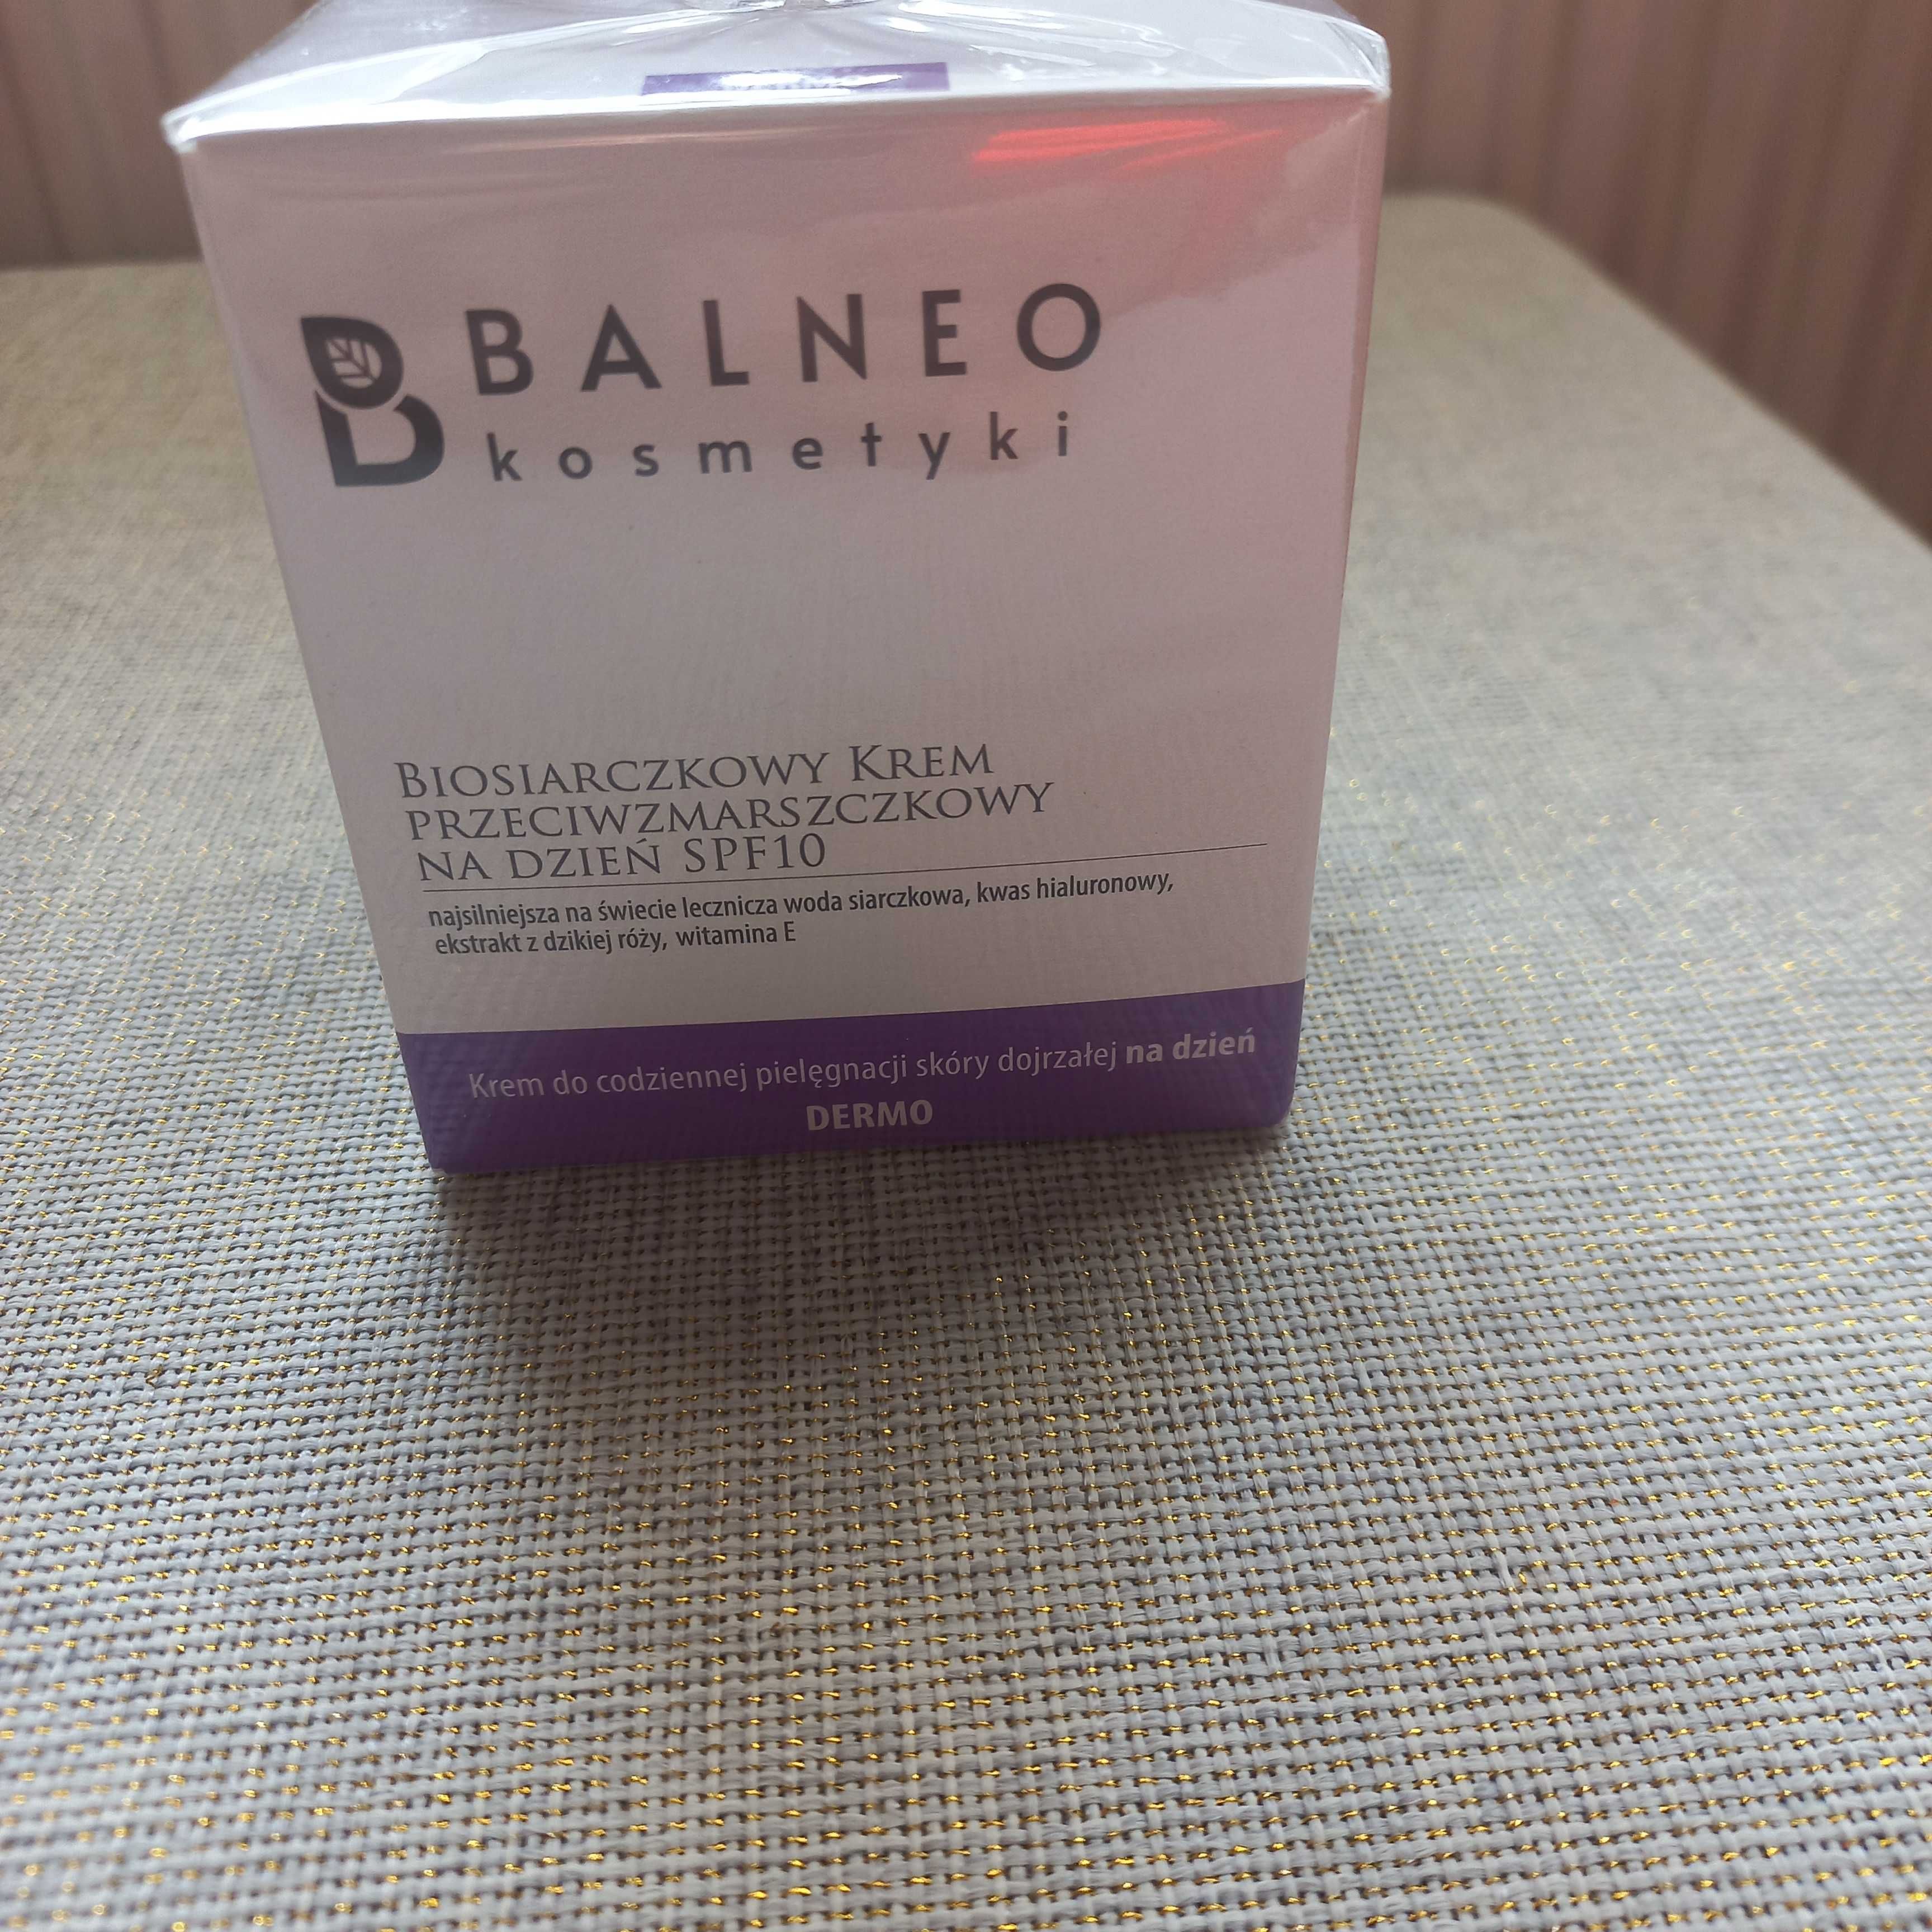 BALNEO
kosmetyki
BIOSIARCZKOWY KREM
PRZECIWZMARSZCZKOWY
NA DZIEŃ SPF10
najsilniejsza na świecie lecznicza woda siarczkowa, kwas hialuronowy,
ekstrakt z dzikiej róży, witamina E
Krem do codziennej pielęgnacji skóry dojrzałej na dzień
DERMO